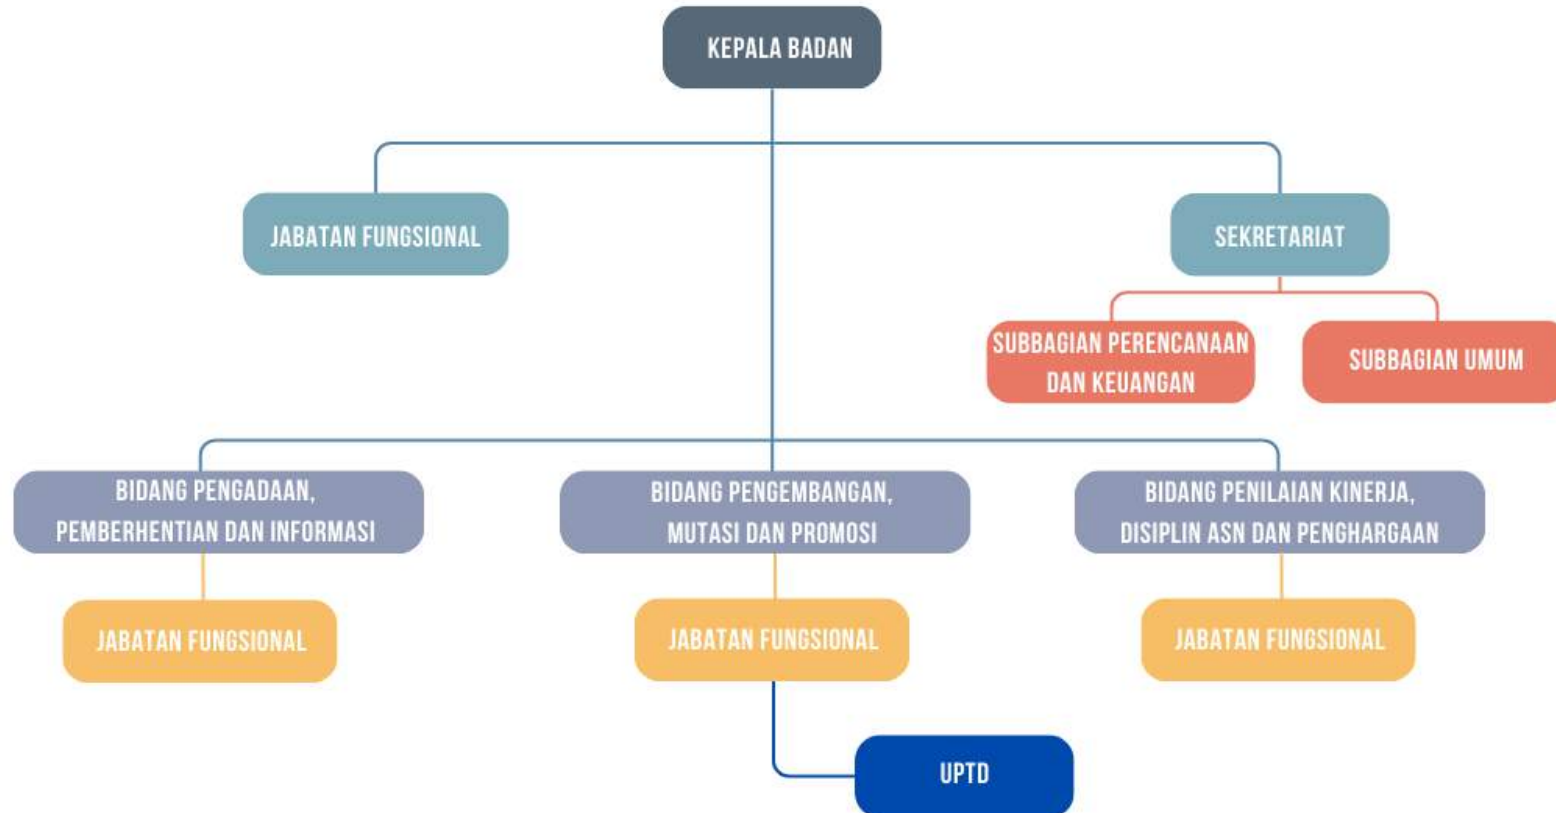 KEPALA BADAN
JABATAN FUNGSIONAL
SEKRETARIAT
SUBBAGIAN PERENCANAAN
DAN KEUANGAN
SUBBAGIAN UMUM
BIDANG PENGADAAN,
PEMBERHENTIAN DAN INFORMASI
BIDANG PENGEMBANGAN,
MUTASI DAN PROMOSI
BIDANG PENILAIAN KINERJA,
DISIPLIN ASN DAN PENGHARGAAN
JABATAN FUNGSIONAL
JABATAN FUNGSIONAL
JABATAN FUNGSIONAL
UPTD